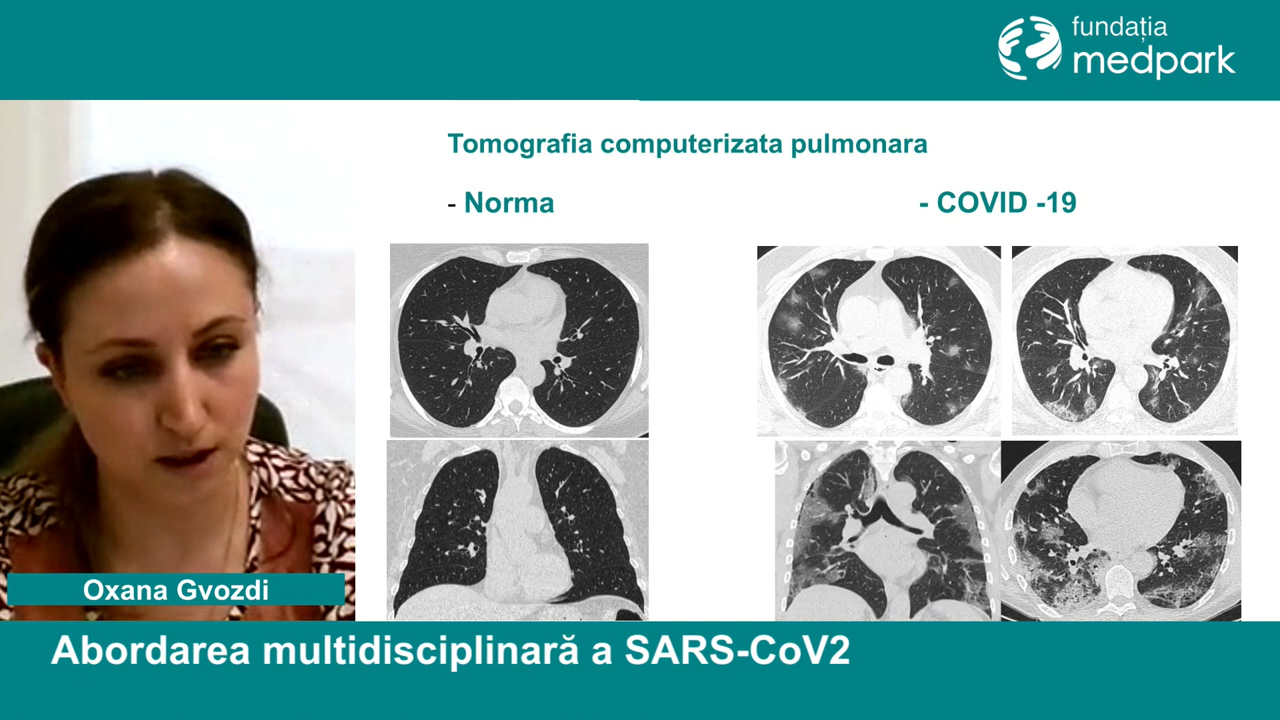 fundația
medpark
Tomografia computerizata pulmonara
- Norma
- COVID -19
Oxana Gvozdi
Abordarea multidisciplinară a SARS-CoV2